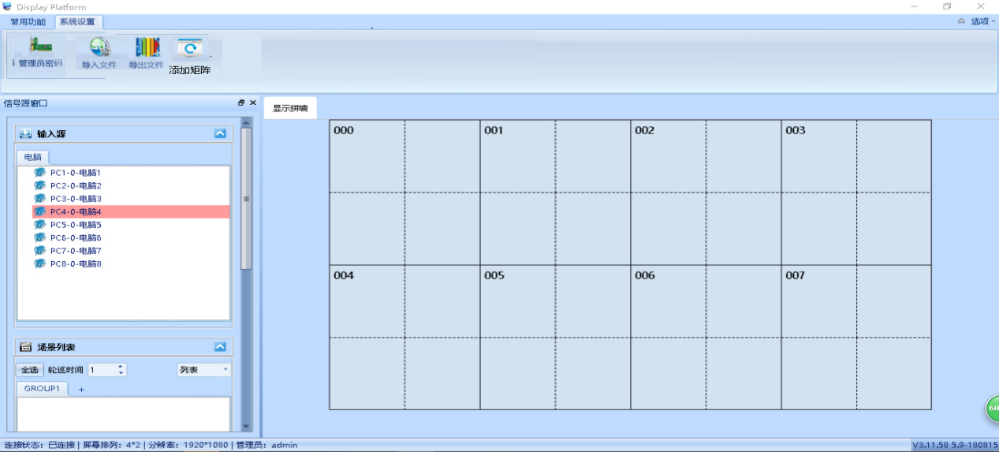 Display Platform
常用功能 系统设置 选项
管理员密码 导入文件 导出文件 添加矩阵
信号源窗口
显示拼墙
输入源
电脑
PC1-0-电脑1
PC2-0-电脑2
PC3-0-电脑3
PC4-0-电脑4
PC5-0-电脑5
PC6-0-电脑6
PC7-0-电脑7
PC8-0-电脑8
场景列表
全选 轮巡时间 1 列表
GROUP1 +
000 001 002 003
004 005 006 007
60
连接状态：已连接 | 屏幕排列：4*2 | 分辨率：1920*1080 | 管理员：admin
V3.11.58 5.9-180815